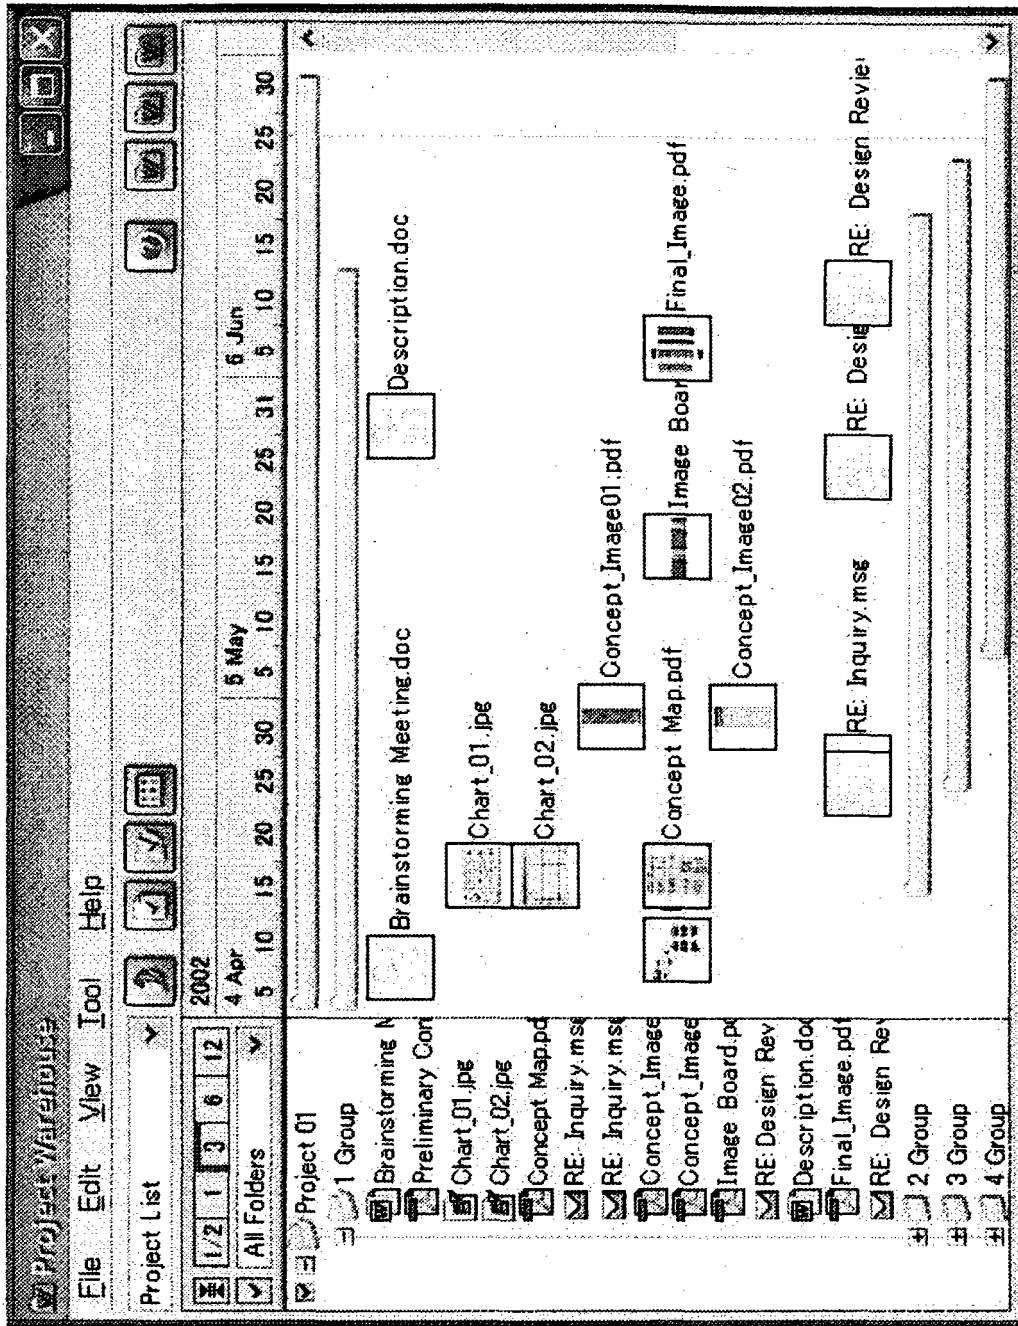 Project Warehouse
File Edit View Tool Help
Project List
1/2 1 3 6 12
2002
All Folders
4 Apr 5 May 6 Jun
5 10 15 20 25 30 5 10 15 20 25 31 5 10 15 20 25 30
Project 01
1 Group
Brainstorming M
Preliminary Con
Chart_01.jpg
Chart_02.jpg
Concept Map.pd
RE: Inquiry.msg
RE: Inquiry.msg
Concept_Image
Concept_Image
Image Board.pd
RE: Design Rev
Description.doc
Final_Image.pdf
RE: Design Rev
2 Group
3 Group
4 Group
Brainstorming Meeting.doc
Description.doc
Chart_01.jpg
Chart_02.jpg
Concept_Image01.pdf
Concept Map.pdf
Image Boar
Final_Image.pdf
Concept_Image02.pdf
RE: Inquiry.msg
RE: Desig
RE: Design Review